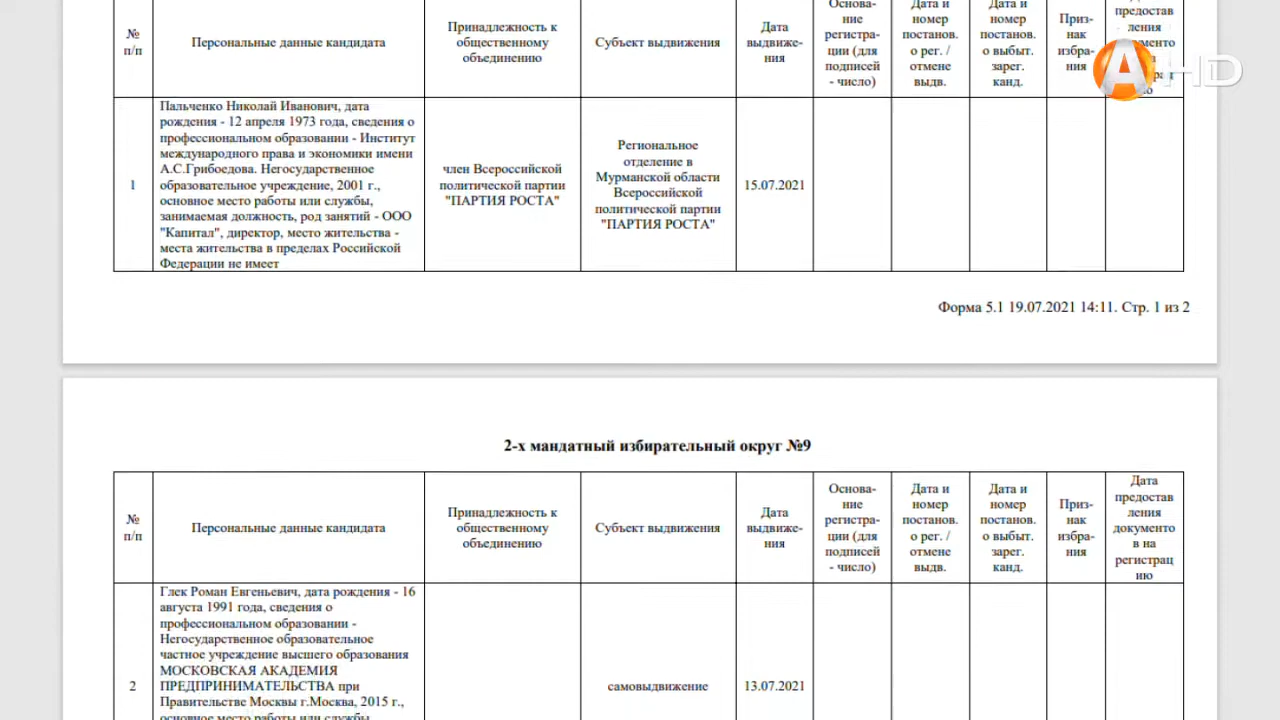 №
п/п
Персональные данные кандидата
Принадлежность к
общественному
объединению
Субъект выдвижения
Дата
выдвиже-
ния
Основа-
ние
регистра-
ции (для
подписей
- число)
Дата и
номер
постанов.
о рег. /
отмене
выдв.
Дата и
номер
постанов.
о выбыт.
зарег.
канд.
Приз-
нак
избра-
ния
предостав
ления
A HD
1
Пальченко Николай Иванович, дата
рождения - 12 апреля 1973 года, сведения о
профессиональном образовании - Институт
международного права и экономики имени
А.С.Грибоедова. Негосударственное
образовательное учреждение, 2001 г.,
основное место работы или службы,
занимаемая должность, род занятий - ООО
"Капитал", директор, место жительства -
места жительства в пределах Российской
Федерации не имеет
член Всероссийской
политической партии
"ПАРТИЯ РОСТА"
Региональное
отделение в
Мурманской области
Всероссийской
политической партии
"ПАРТИЯ РОСТА"
15.07.2021
Форма 5.1 19.07.2021 14:11. Стр. 1 из 2
2-х мандатный избирательный округ №9
№
п/п
Персональные данные кандидата
Принадлежность к
общественному
объединению
Субъект выдвижения
Дата
выдвиже-
ния
Основа-
ние
регистра-
ции (для
подписей
- число)
Дата и
номер
постанов.
о рег. /
отмене
выдв.
Дата и
номер
постанов.
о выбыт.
зарег.
канд.
Приз-
нак
избра-
ния
Дата
предостав
ления
документо
в на
регистрац
ию
2
Глек Роман Евгеньевич, дата рождения - 16
августа 1991 года, сведения о
профессиональном образовании -
Негосударственное образовательное
частное учреждение высшего образования
МОСКОВСКАЯ АКАДЕМИЯ
ПРЕДПРИНИМАТЕЛЬСТВА при
Правительстве Москвы г.Москва, 2015 г.,
основное место работы или службы,
самовыдвижение
13.07.2021